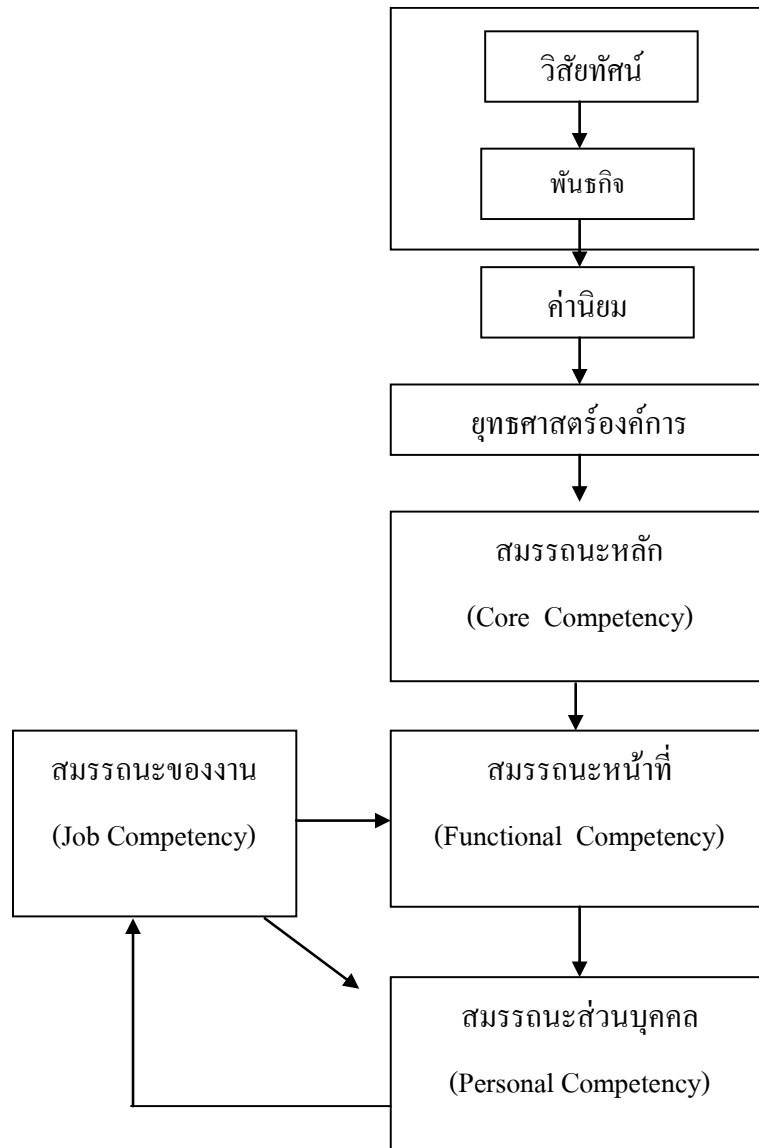 วิสัยทัศน์
พันธกิจ
ค่านิยม
ยุทธศาสตร์องค์การ
สมรรถนะหลัก
(Core Competency)
สมรรถนะของงาน
(Job Competency)
สมรรถนะหน้าที่
(Functional Competency)
สมรรถนะส่วนบุคคล
(Personal Competency)